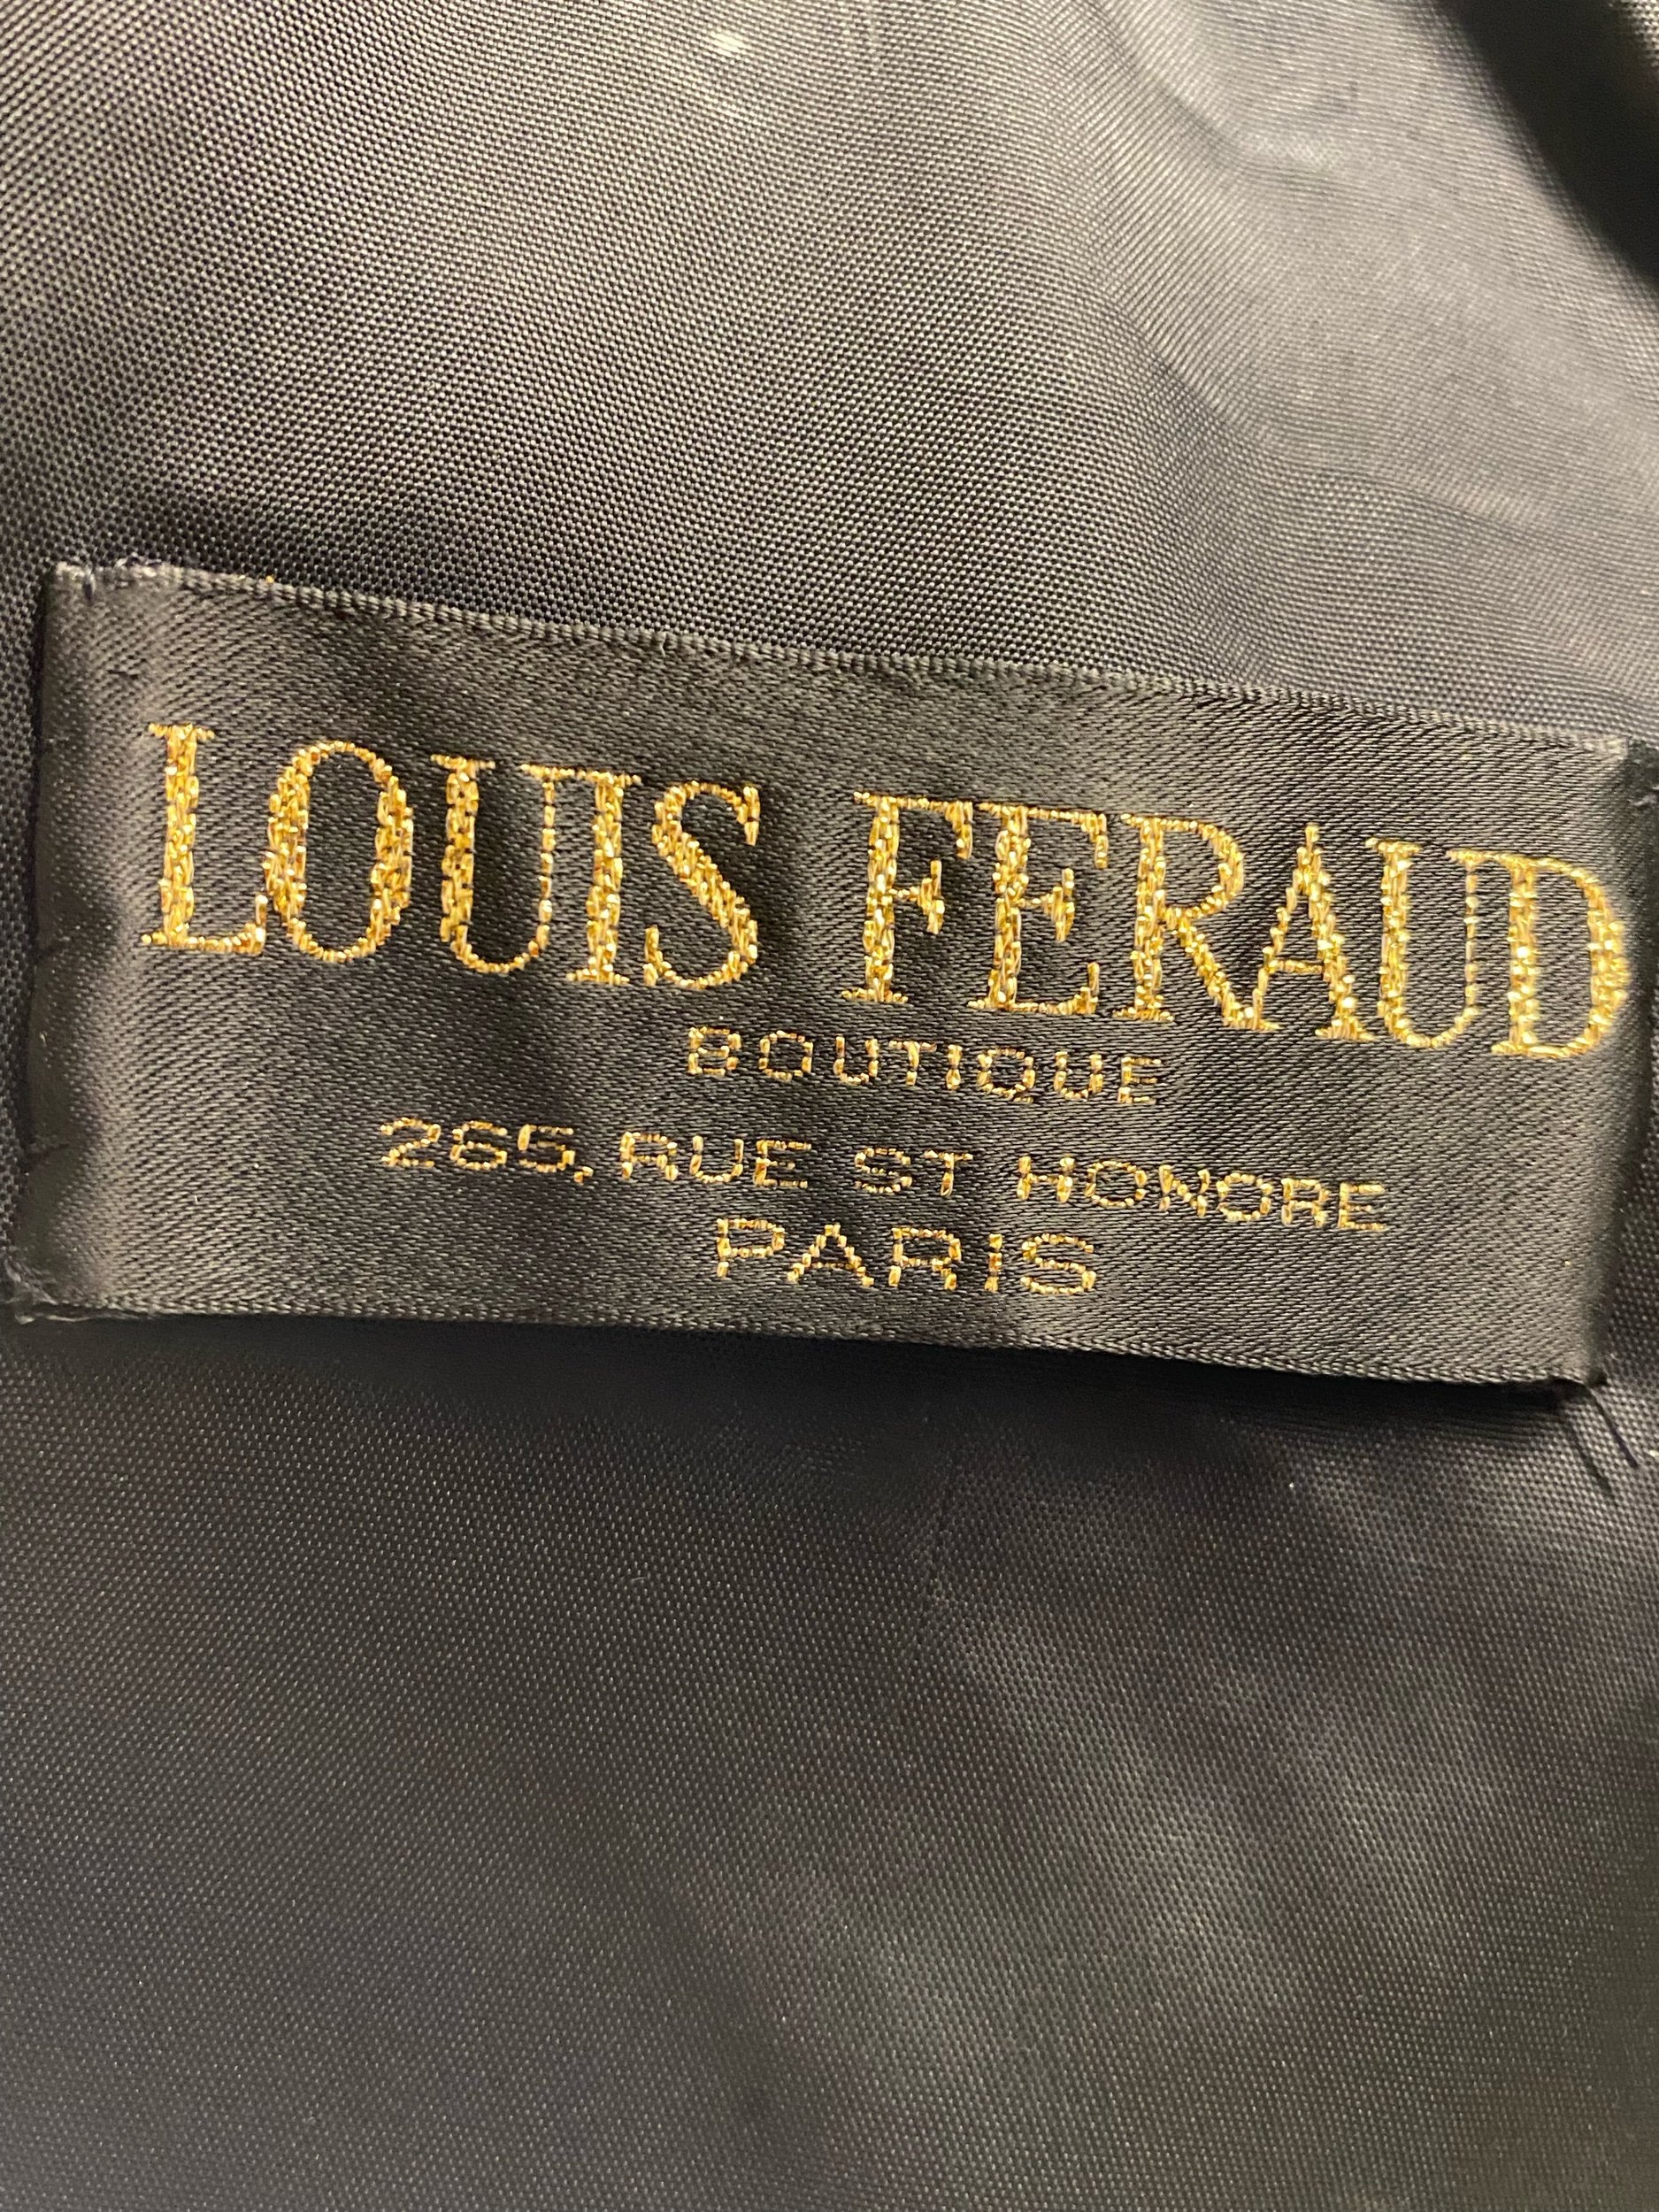 LOUIS FERAUD
BOUTIQUE
265, RUE ST HONORE
PARIS